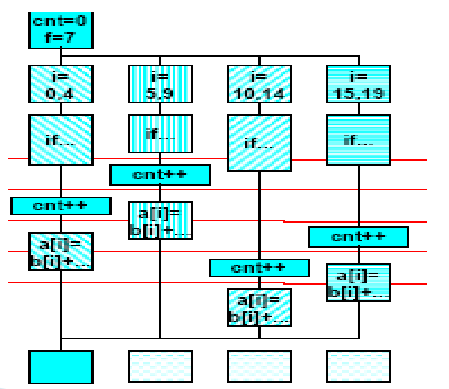 cnt=0
f=7
i=
0,4
i=
5,9
i=
10,14
i=
15,19
if...
if...
if...
if...
cnt++
cnt++
a[i]=
b[i]+...
cnt++
a[i]=
b[i]+...
cnt++
a[i]=
b[i]+...
a[i]=
b[i]+...